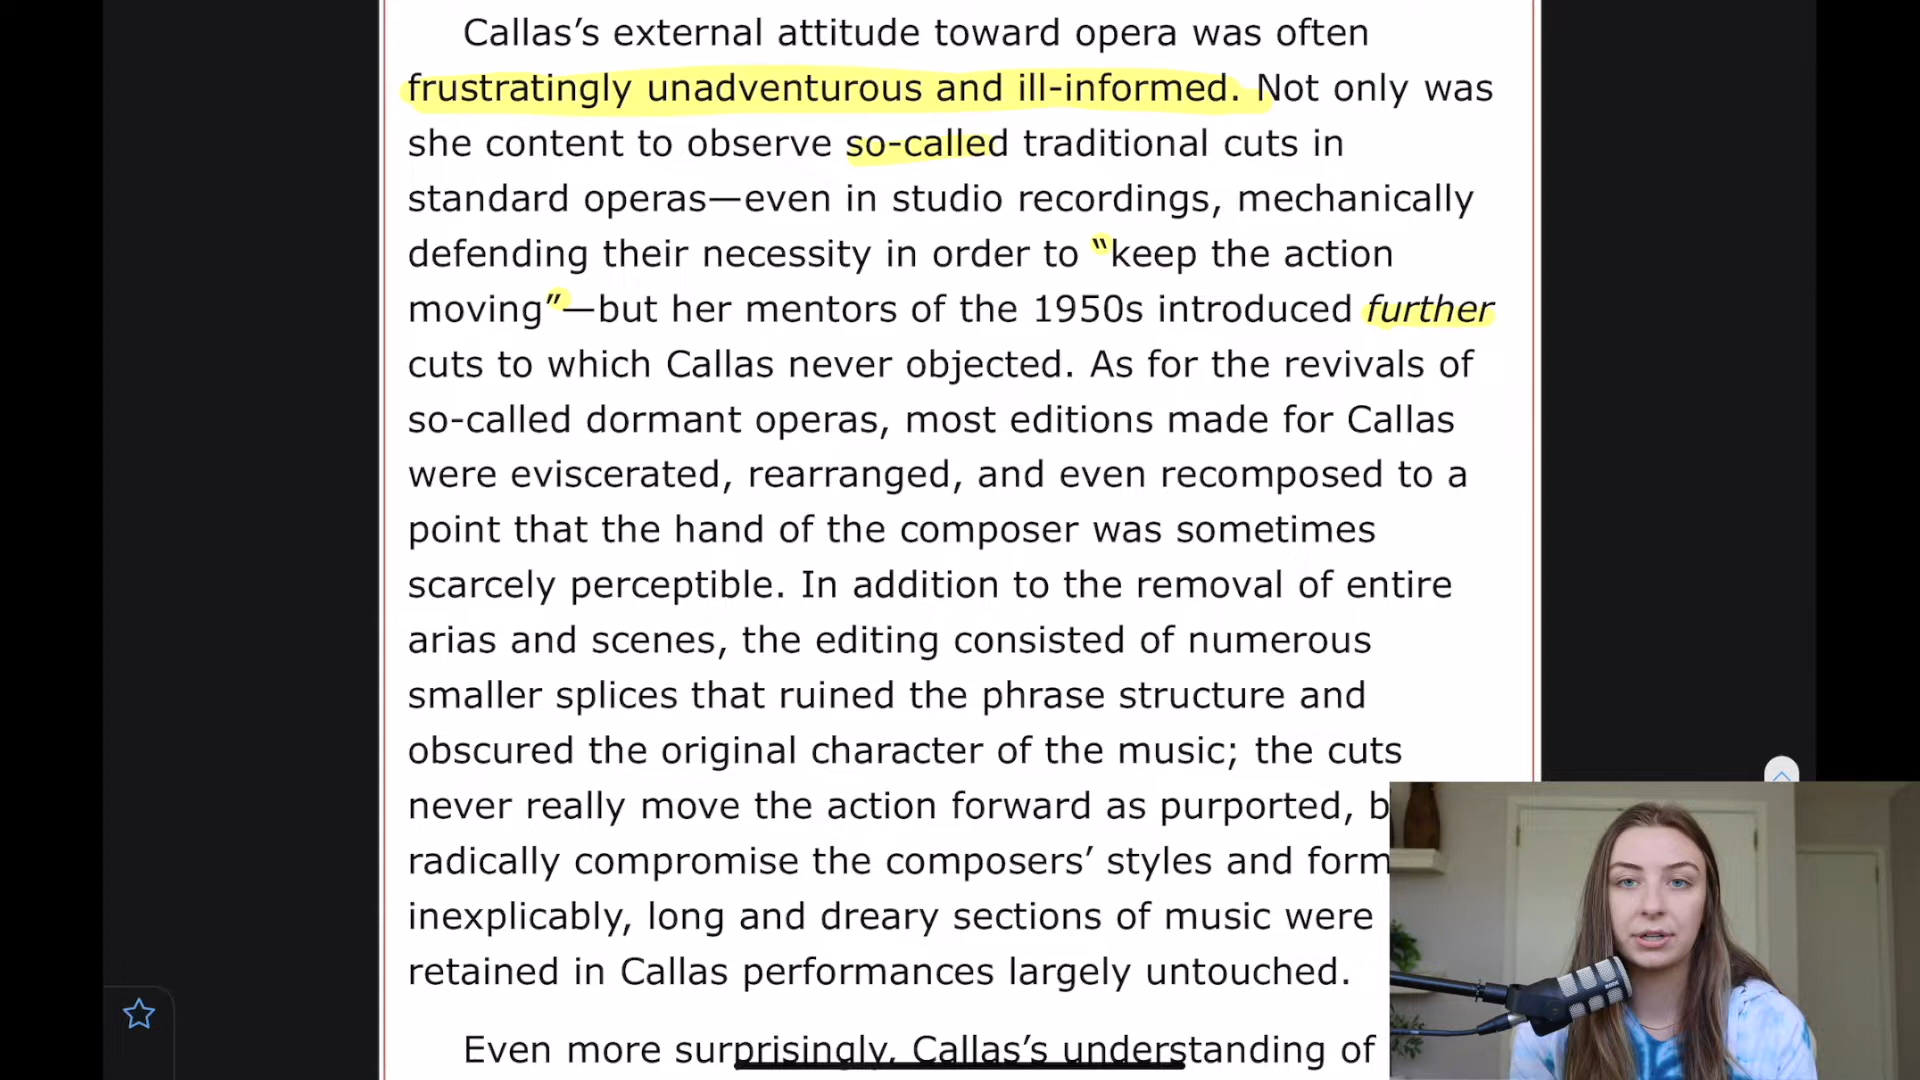 Callas’s external attitude toward opera was often
frustratingly unadventurous and ill-informed. Not only was
she content to observe so-called traditional cuts in
standard operas—even in studio recordings, mechanically
defending their necessity in order to “keep the action
moving”—but her mentors of the 1950s introduced further
cuts to which Callas never objected. As for the revivals of
so-called dormant operas, most editions made for Callas
were eviscerated, rearranged, and even recomposed to a
point that the hand of the composer was sometimes
scarcely perceptible. In addition to the removal of entire
arias and scenes, the editing consisted of numerous
smaller splices that ruined the phrase structure and
obscured the original character of the music; the cuts
never really move the action forward as purported, b
radically compromise the composers’ styles and form
inexplicably, long and dreary sections of music were
retained in Callas performances largely untouched.
Even more surprisingly, Callas’s understanding of